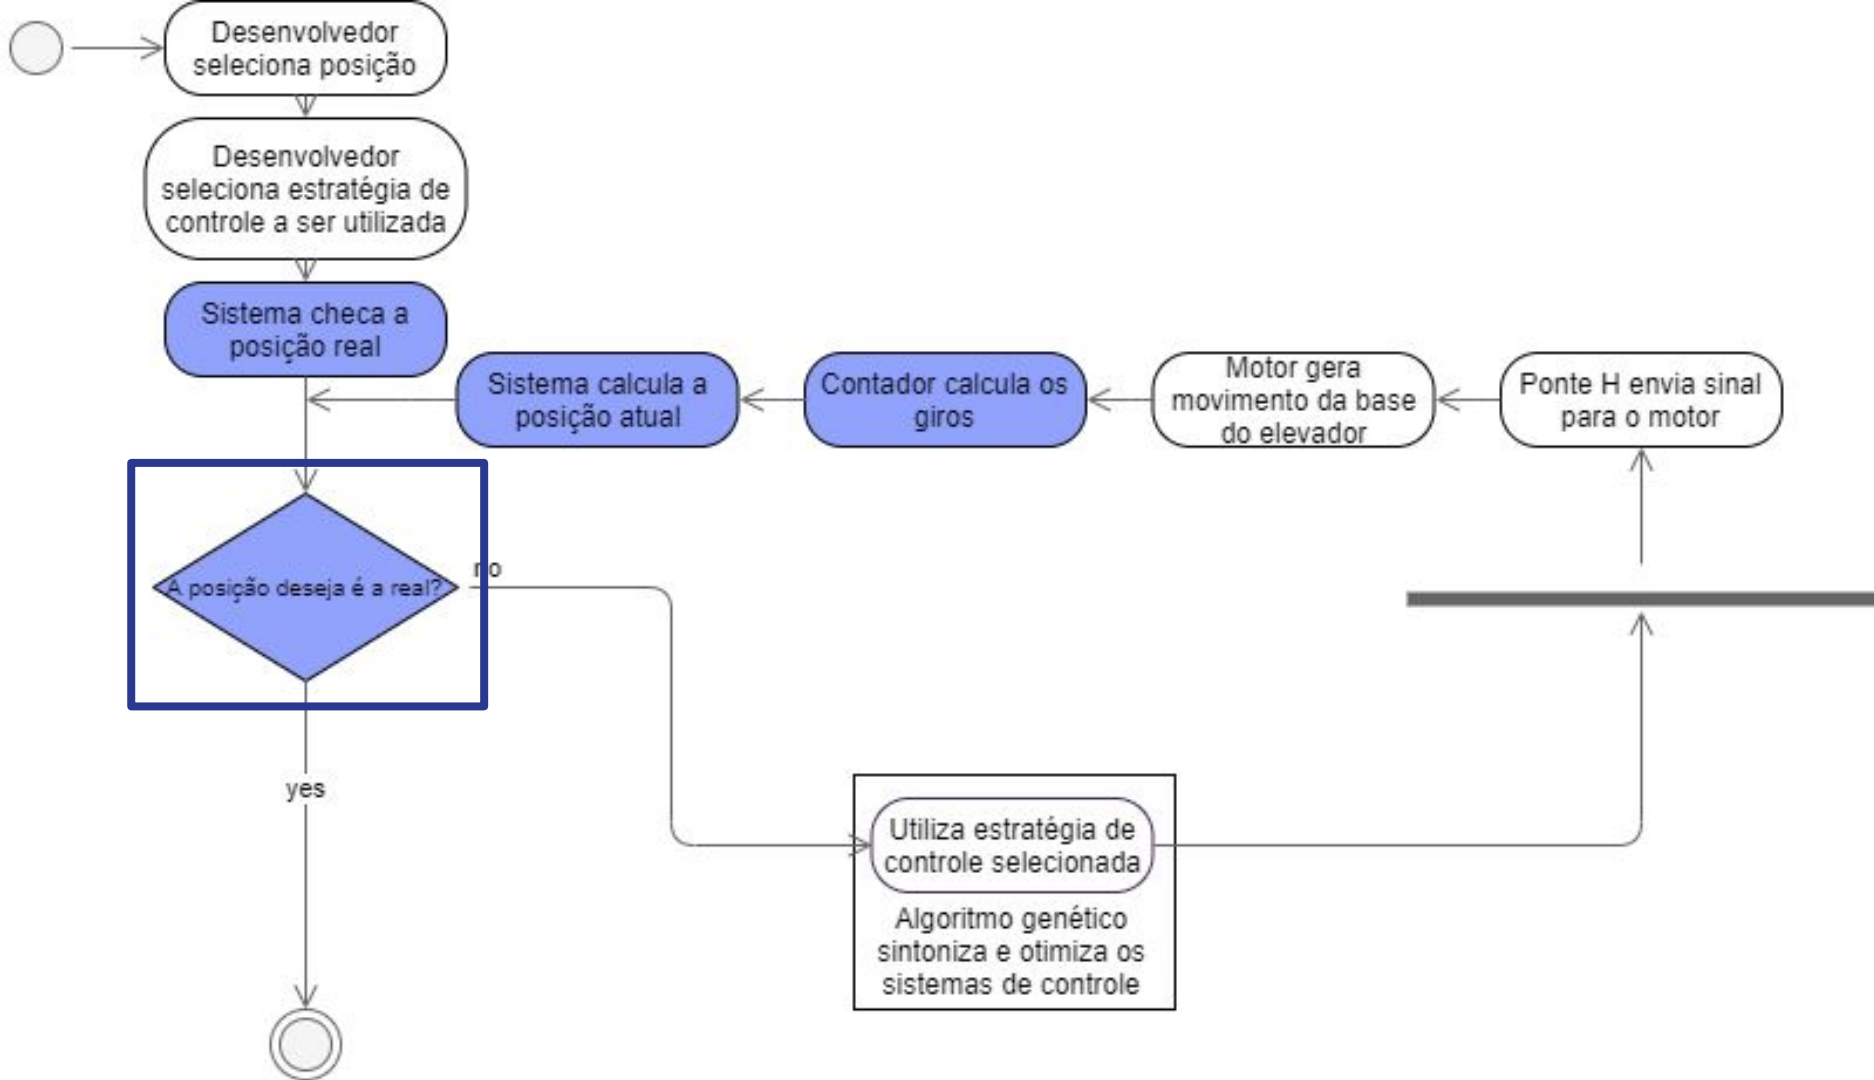 Desenvolvedor
seleciona posição
Desenvolvedor
seleciona estratégia de
controle a ser utilizada
Sistema checa a
posição real
Sistema calcula a
posição atual
Contador calcula os
giros
Motor gera
movimento da base
do elevador
Ponte H envia sinal
para o motor
A posição deseja é a real?
no
yes
Utiliza estratégia de
controle selecionada
Algoritmo genético
sintoniza e otimiza os
sistemas de controle